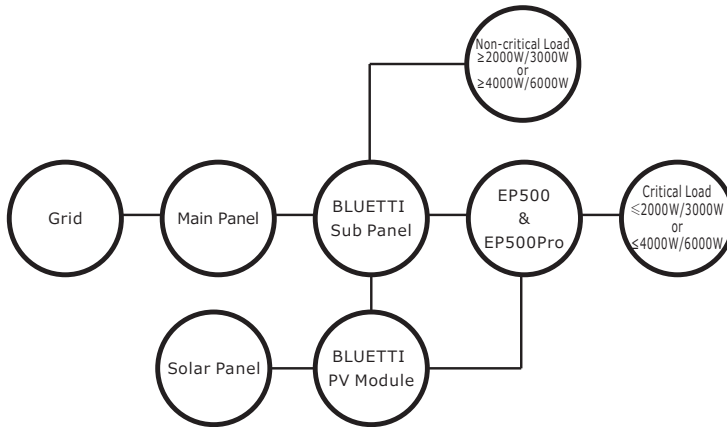 Non-critical Load
≥2000W/3000W
or
≥4000W/6000W
Grid
Main Panel
BLUETTI
Sub Panel
EP500
&
EP500Pro
Critical Load
≤2000W/3000W
or
≤4000W/6000W
Solar Panel
BLUETTI
PV Module